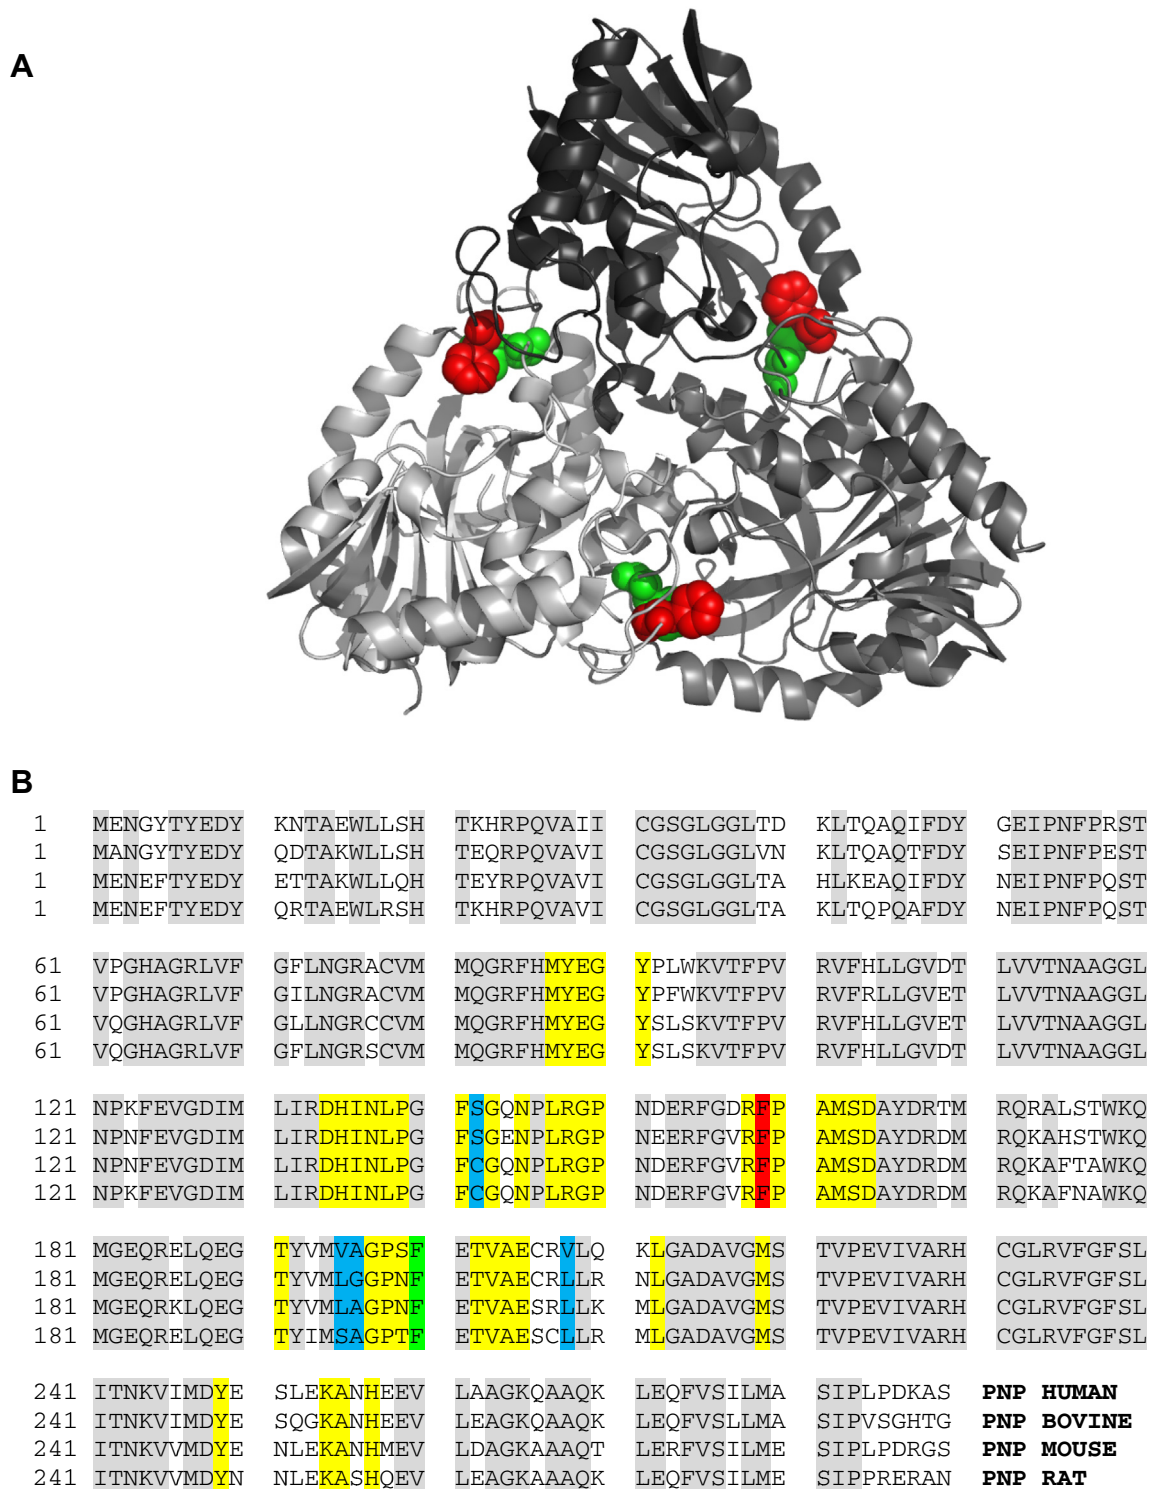 A
B
1 MENGYTYEDY KNTAEWLLSH TKHRPQVAII CGSGLGGLTD KLTQAQIFDY GEIPNFPRST
1 MANGYTYEDY QDTAKWLLSH TEQRPQVAVI CGSGLGGLVN KLTQAQTFDY SEIPNFPEST
1 MENEFTYEDY ETTAKWLLQH TEYRPQVAVI CGSGLGGLTA HLKEAQIFDY NEIPNFPQST
1 MENEFTYEDY QRTAEWLRSH TKHRPQVAVI CGSGLGGLTA KLTQPQAFDY NEIPNFPQST
61 VPGHAGRLVF GFLNGRACVM MQGRFHMYEG YPLWKVTFPV RVFHLLGVDT LVVTNAAGGL
61 VPGHAGRLVF GILNGRACVM MQGRFHMYEG YPFWKVTFPV RVFRLLGVET LVVTNAAGGL
61 VQGHAGRLVF GLLNGRCCVM MQGRFHMYEG YSLSKVTFPV RVFHLLGVET LVVTNAAGGL
61 VQGHAGRLVF GFLNGRSCVM MQGRFHMYEG YSLSKVTFPV RVFHLLGVDT LVVTNAAGGL
121 NPKFEVGDIM LIRDHINLPG FSGQNPLRGP NDERFGDRFP AMSDAYDRTM RQRALSTWKQ
121 NPNFEVGDIM LIRDHINLPG FSGENPLRGP NEERFGVRFP AMSDAYDRDM RQKAHSTWKQ
121 NPNFEVGDIM LIRDHINLPG FCGQNPLRGP NDERFGVRFP AMSDAYDRDM RQKAFTAWKQ
121 NPKFEVGDIM LIRDHINLPG FCGQNPLRGP NDERFGVRFP AMSDAYDRDM RQKAFNAWKQ
181 MGEQRELQEG TYVMVAGPSF ETVAECRVLQ KLGADAVGMS TVPEVIVARH CGLRVFGFSL
181 MGEQRELQEG TYVMLGGPNF ETVAECRLLR NLGADAVGMS TVPEVIVARH CGLRVFGFSL
181 MGEQRKLQEG TYVMLAGPNF ETVAESRLLK MLGADAVGMS TVPEVIVARH CGLRVFGFSL
181 MGEQRELQEG TYIMSAGPTF ETVAESCLLR MLGADAVGMS TVPEVIVARH CGLRVFGFSL
241 ITNKVIMDYE SLEKANHEEV LAAGKQAAQK LEQFVSILMA SIPLPDKAS PNP HUMAN
241 ITNKVIMDYE SQGKANHEEV LEAGKQAAQK LEQFVSLLMA SIPVSGHTG PNP BOVINE
241 ITNKVVMDYE NLEKANHMEV LDAGKAAAQT LERFVSILME SIPLPDRGS PNP MOUSE
241 ITNKVVMDYN NLEKASHQEV LEAGKAAAQK LEQFVSILME SIPPRERAN PNP RAT